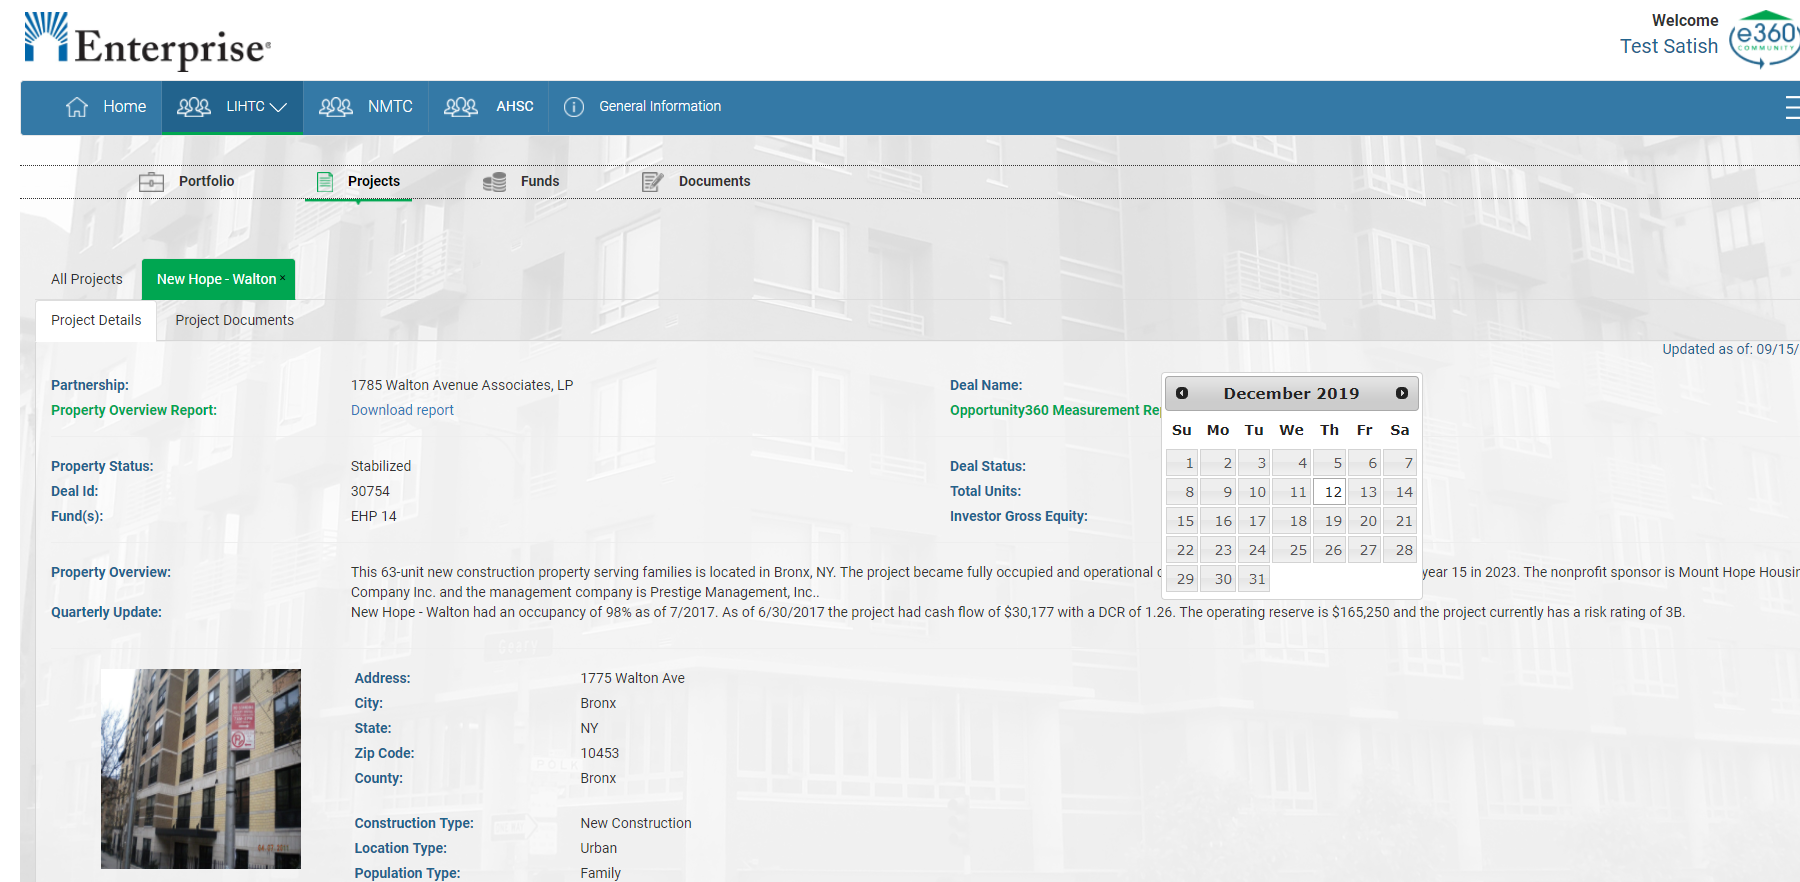 Enterprise®
Welcome
Test Satish
e360
COMMUNITY
Home
LIHTC
NMTC
AHSC
General Information
Portfolio
Projects
Funds
Documents
All Projects
New Hope - Walton ×
Project Details
Project Documents
Updated as of: 09/15/
Partnership: 1785 Walton Avenue Associates, LP
Deal Name:
Property Overview Report: Download report
Opportunity360 Measurement Re
Property Status: Stabilized
Deal Status:
Deal Id: 30754
Total Units:
Fund(s): EHP 14
Investor Gross Equity:
December 2019
Su Mo Tu We Th Fr Sa
1 2 3 4 5 6 7
8 9 10 11 12 13 14
15 16 17 18 19 20 21
22 23 24 25 26 27 28
29 30 31
Property Overview: This 63-unit new construction property serving families is located in Bronx, NY. The project became fully occupied and operational year 15 in 2023. The nonprofit sponsor is Mount Hope Housin
Company Inc. and the management company is Prestige Management, Inc..
Quarterly Update: New Hope - Walton had an occupancy of 98% as of 7/2017. As of 6/30/2017 the project had cash flow of $30,177 with a DCR of 1.26. The operating reserve is $165,250 and the project currently has a risk rating of 3B.
Address: 1775 Walton Ave
City: Bronx
State: NY
Zip Code: 10453
County: Bronx
Construction Type: New Construction
Location Type: Urban
Population Type: Family